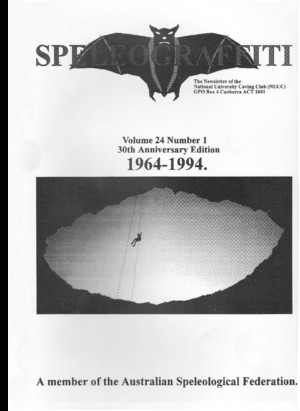 SPELEOGRAFFITI
The Newsletter of the
National University Caving Club (NUCC)
GPO Box 4 Canberra ACT 2601
Volume 24 Number 1
30th Anniversary Edition
1964-1994.
A member of the Australian Speleological Federation.